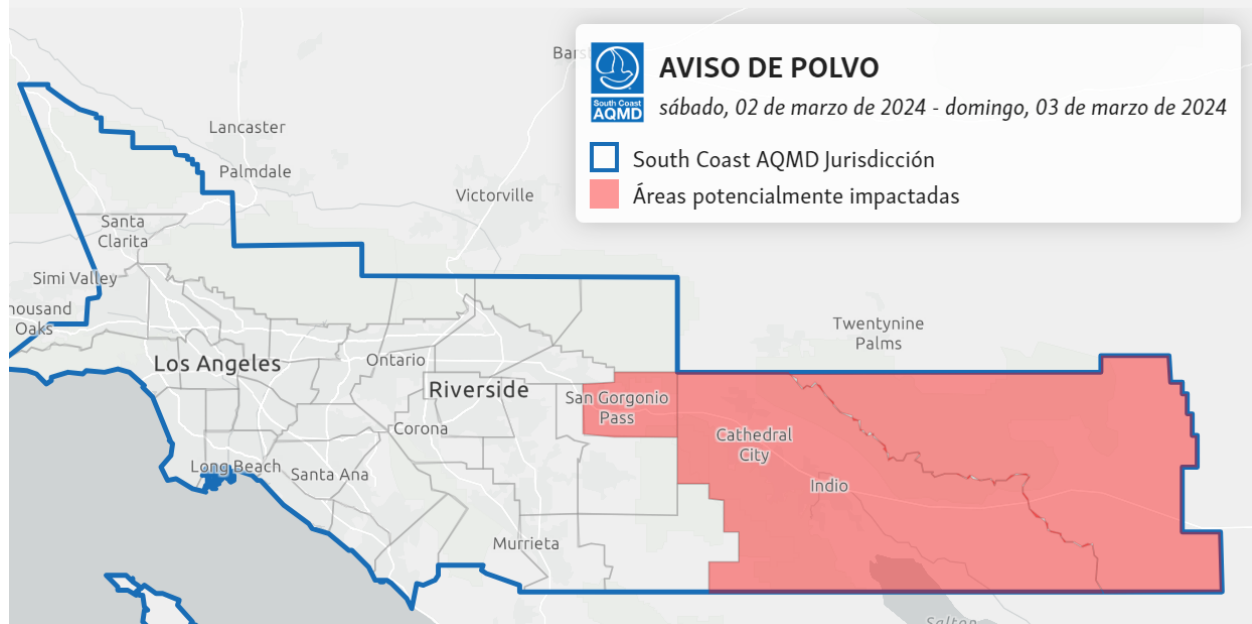 AVISO DE POLVO
South Coast
AQMD
sábado, 02 de marzo de 2024 - domingo, 03 de marzo de 2024
South Coast AQMD Jurisdicción
Áreas potencialmente impactadas
Bars
Lancaster
Palmdale
Victorville
Santa
Clarita
Simi Valley
housand
Oaks
Twentynine
Palms
Los Angeles
Ontario
Riverside
San Gorgonio
Pass
Corona
Cathedral
City
Long Beach
Santa Ana
Indio
Murrieta
Salton